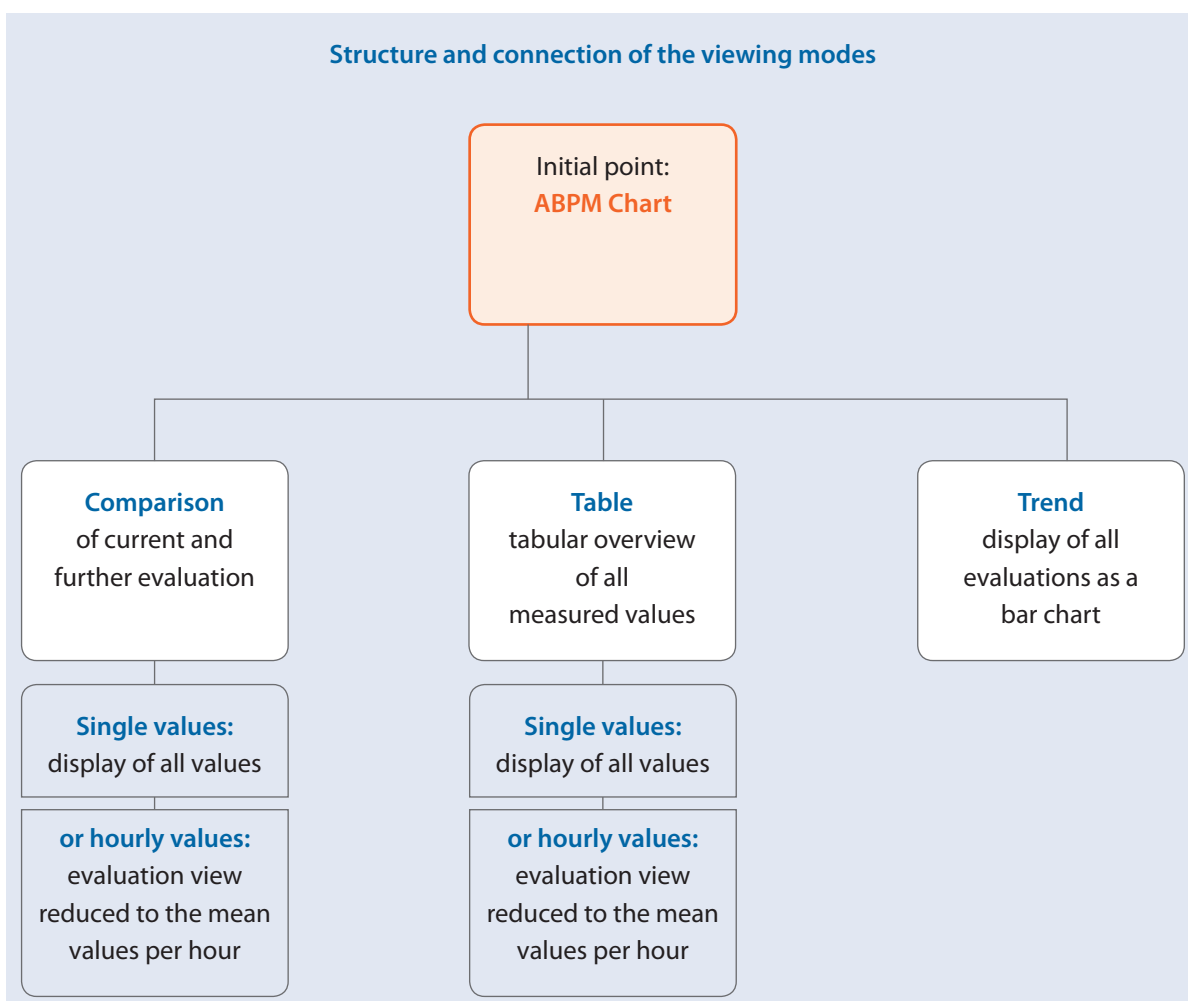 Structure and connection of the viewing modes
Initial point:
ABPM Chart
Comparison
of current and
further evaluation
Table
tabular overview
of all
measured values
Trend
display of all
evaluations as a
bar chart
Single values:
display of all values
Single values:
display of all values
or hourly values:
evaluation view
reduced to the mean
values per hour
or hourly values:
evaluation view
reduced to the mean
values per hour